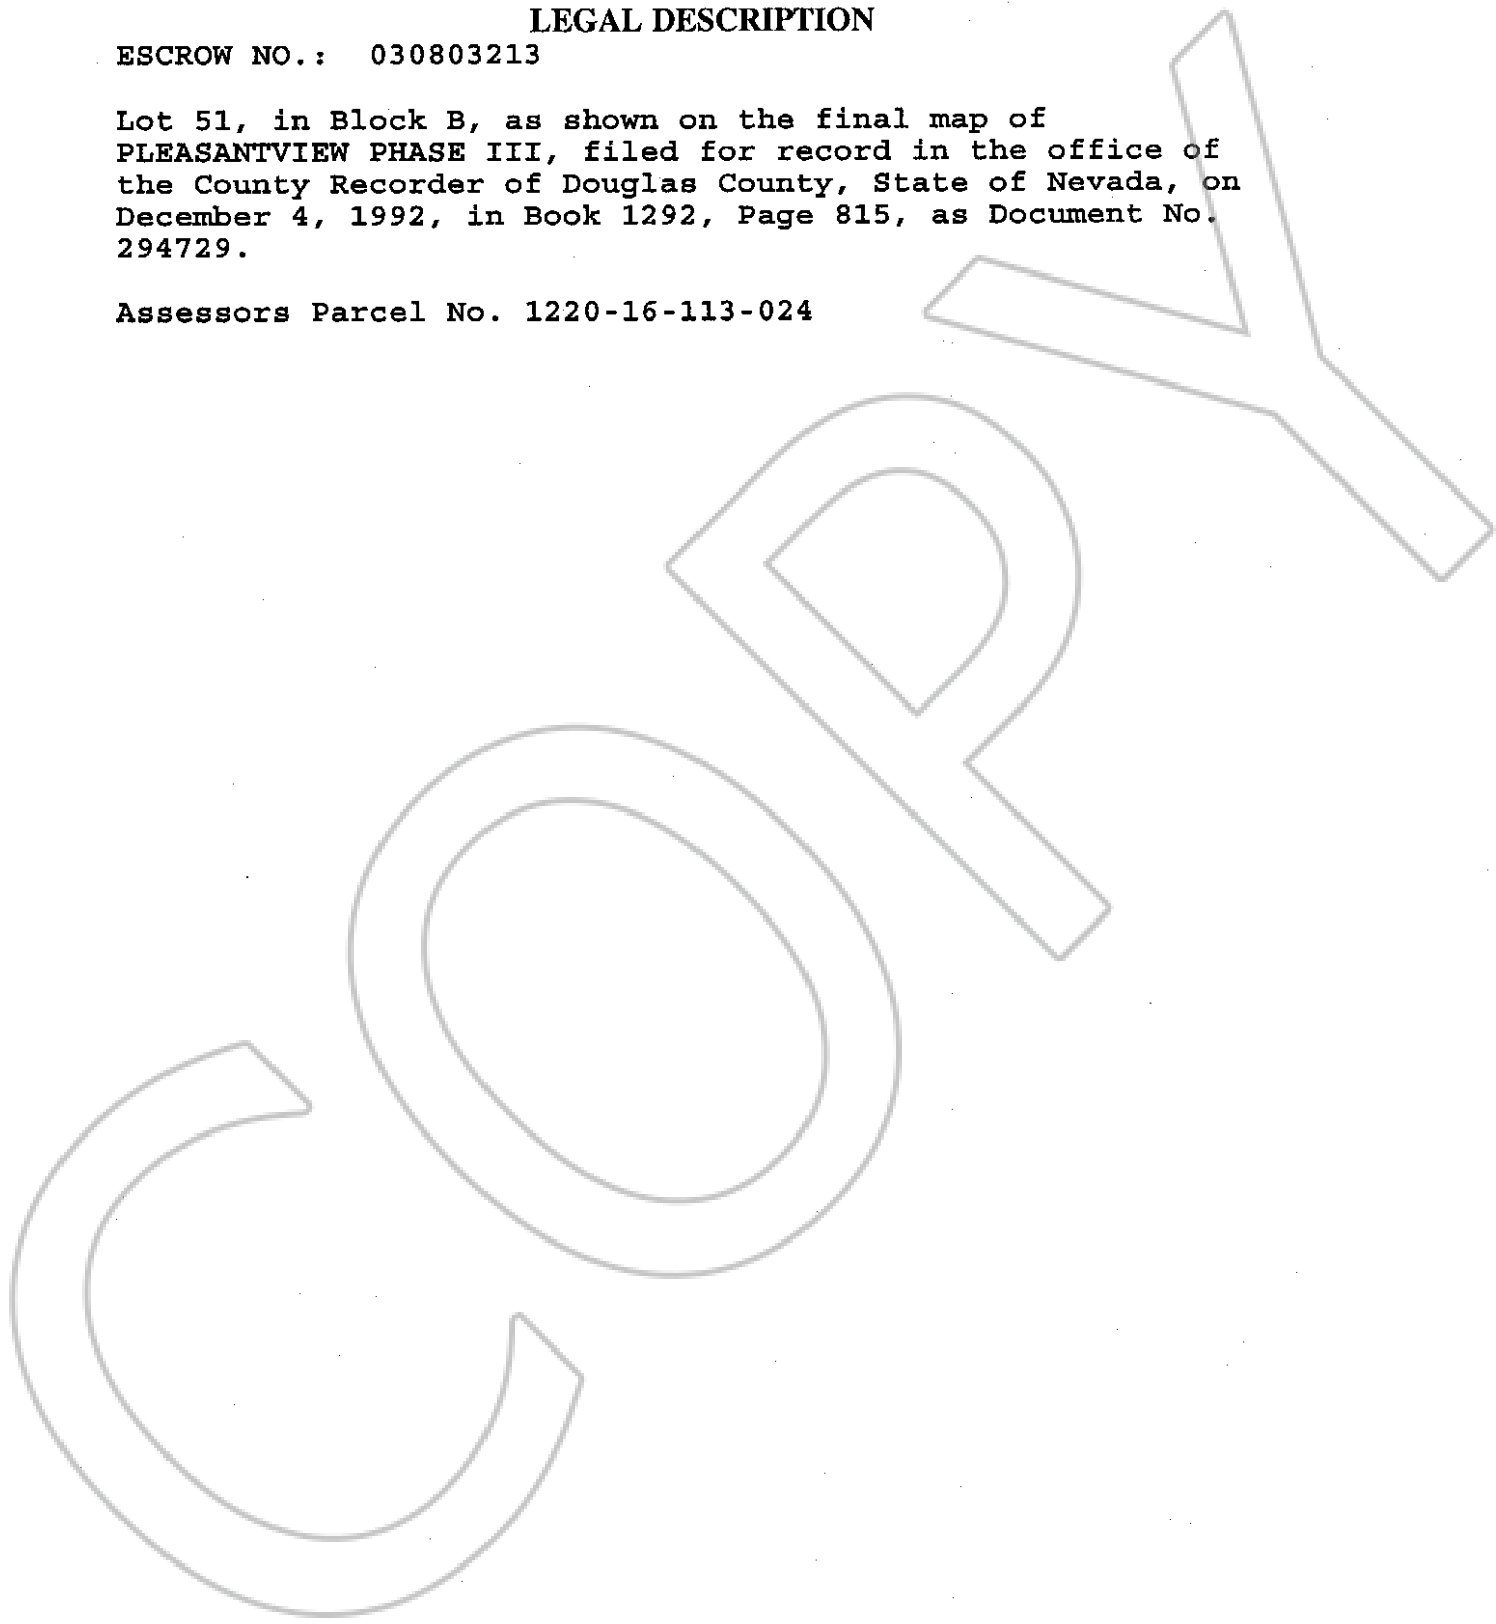 LEGAL DESCRIPTION
ESCROW NO.: 030803213
Lot 51, in Block B, as shown on the final map of
PLEASANTVIEW PHASE III, filed for record in the office of
the County Recorder of Douglas County, State of Nevada, on
December 4, 1992, in Book 1292, Page 815, as Document No.
294729.
Assessors Parcel No. 1220-16-113-024
COPY